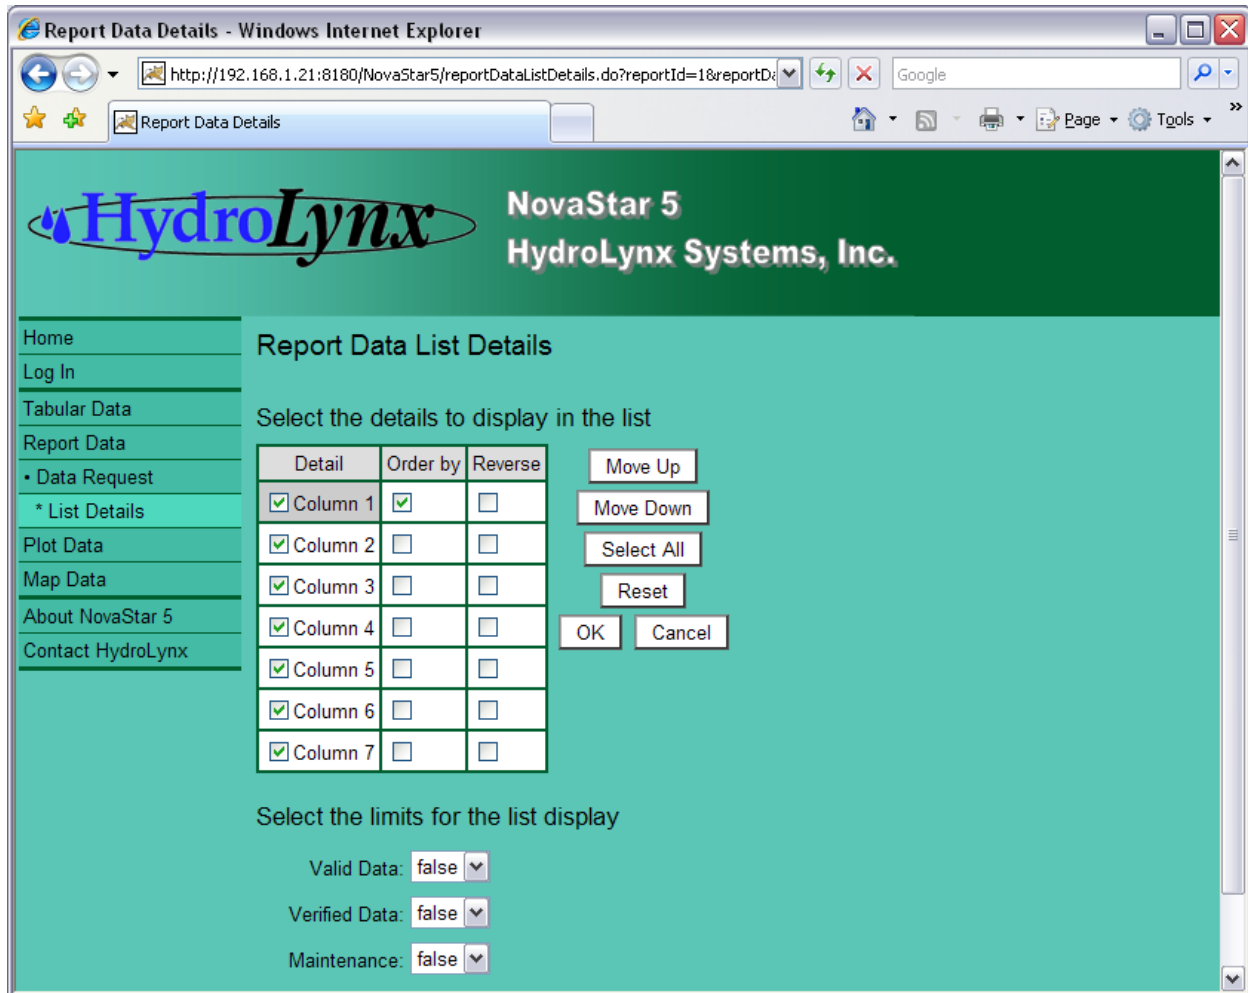 Report Data Details - Windows Internet Explorer
http://192.168.1.21:8180/NovaStar5/reportDataListDetails.do?reportId=1&reportDa
Google
Report Data Details
Page
Tools
»
HydroLynx
NovaStar 5
HydroLynx Systems, Inc.
Home
Log In
Tabular Data
Report Data
• Data Request
* List Details
Plot Data
Map Data
About NovaStar 5
Contact HydroLynx
Report Data List Details
Select the details to display in the list
Detail Order by Reverse
Column 1
Column 2
Column 3
Column 4
Column 5
Column 6
Column 7
Move Up
Move Down
Select All
Reset
OK Cancel
Select the limits for the list display
Valid Data: false
Verified Data: false
Maintenance: false